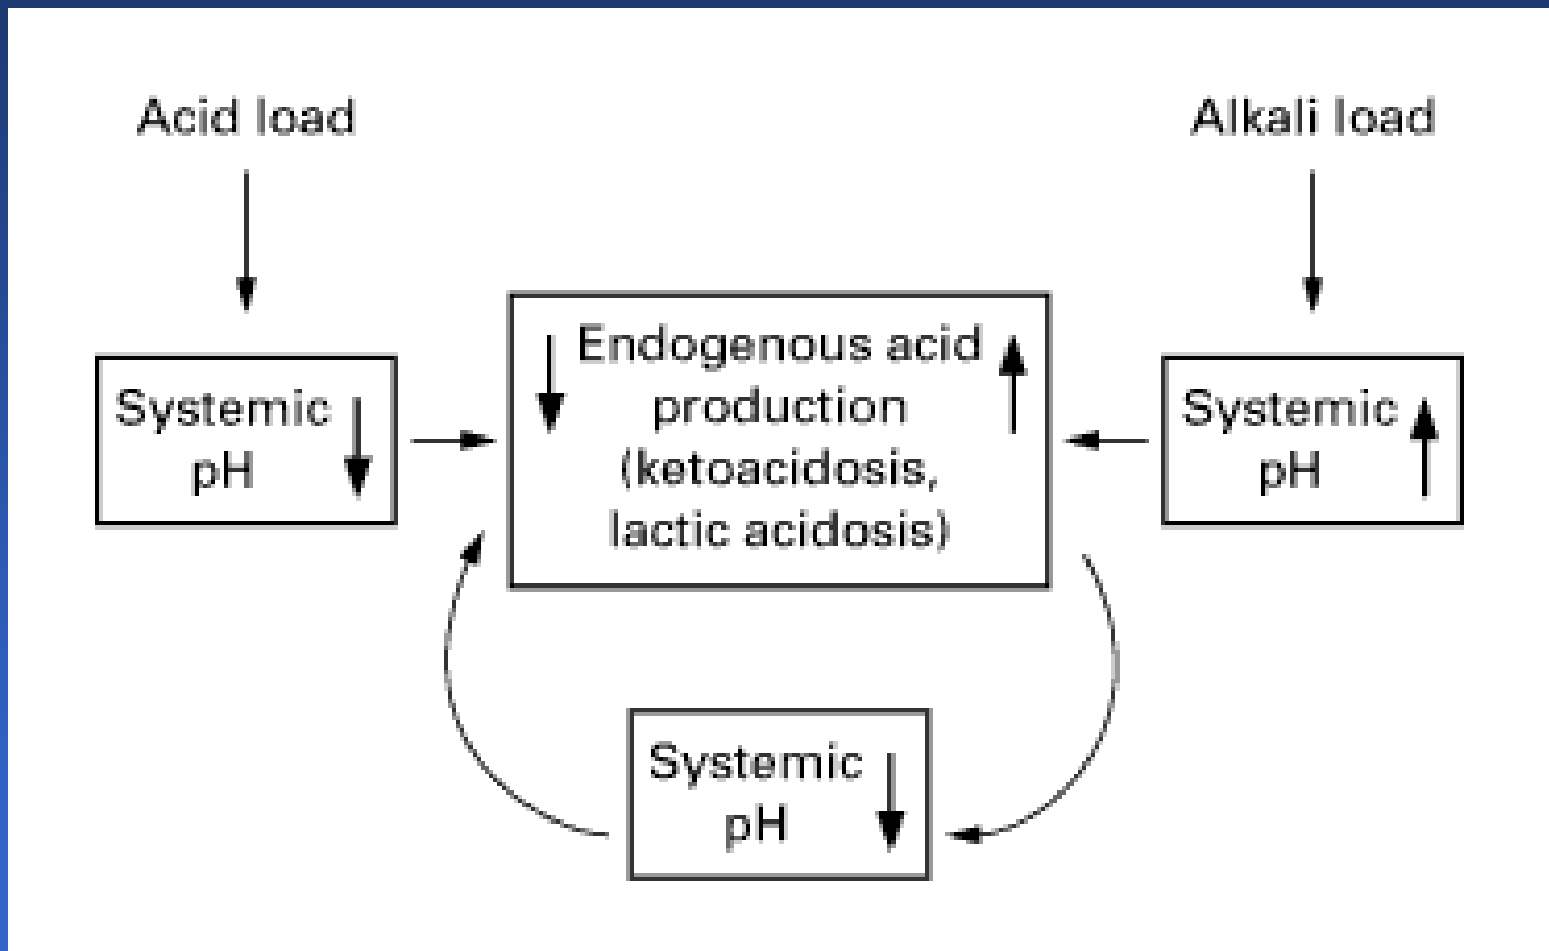 Acid load
Alkali load
Systemic
pH
Endogenous acid
production
(ketoacidosis,
lactic acidosis)
Systemic
pH
Systemic
pH